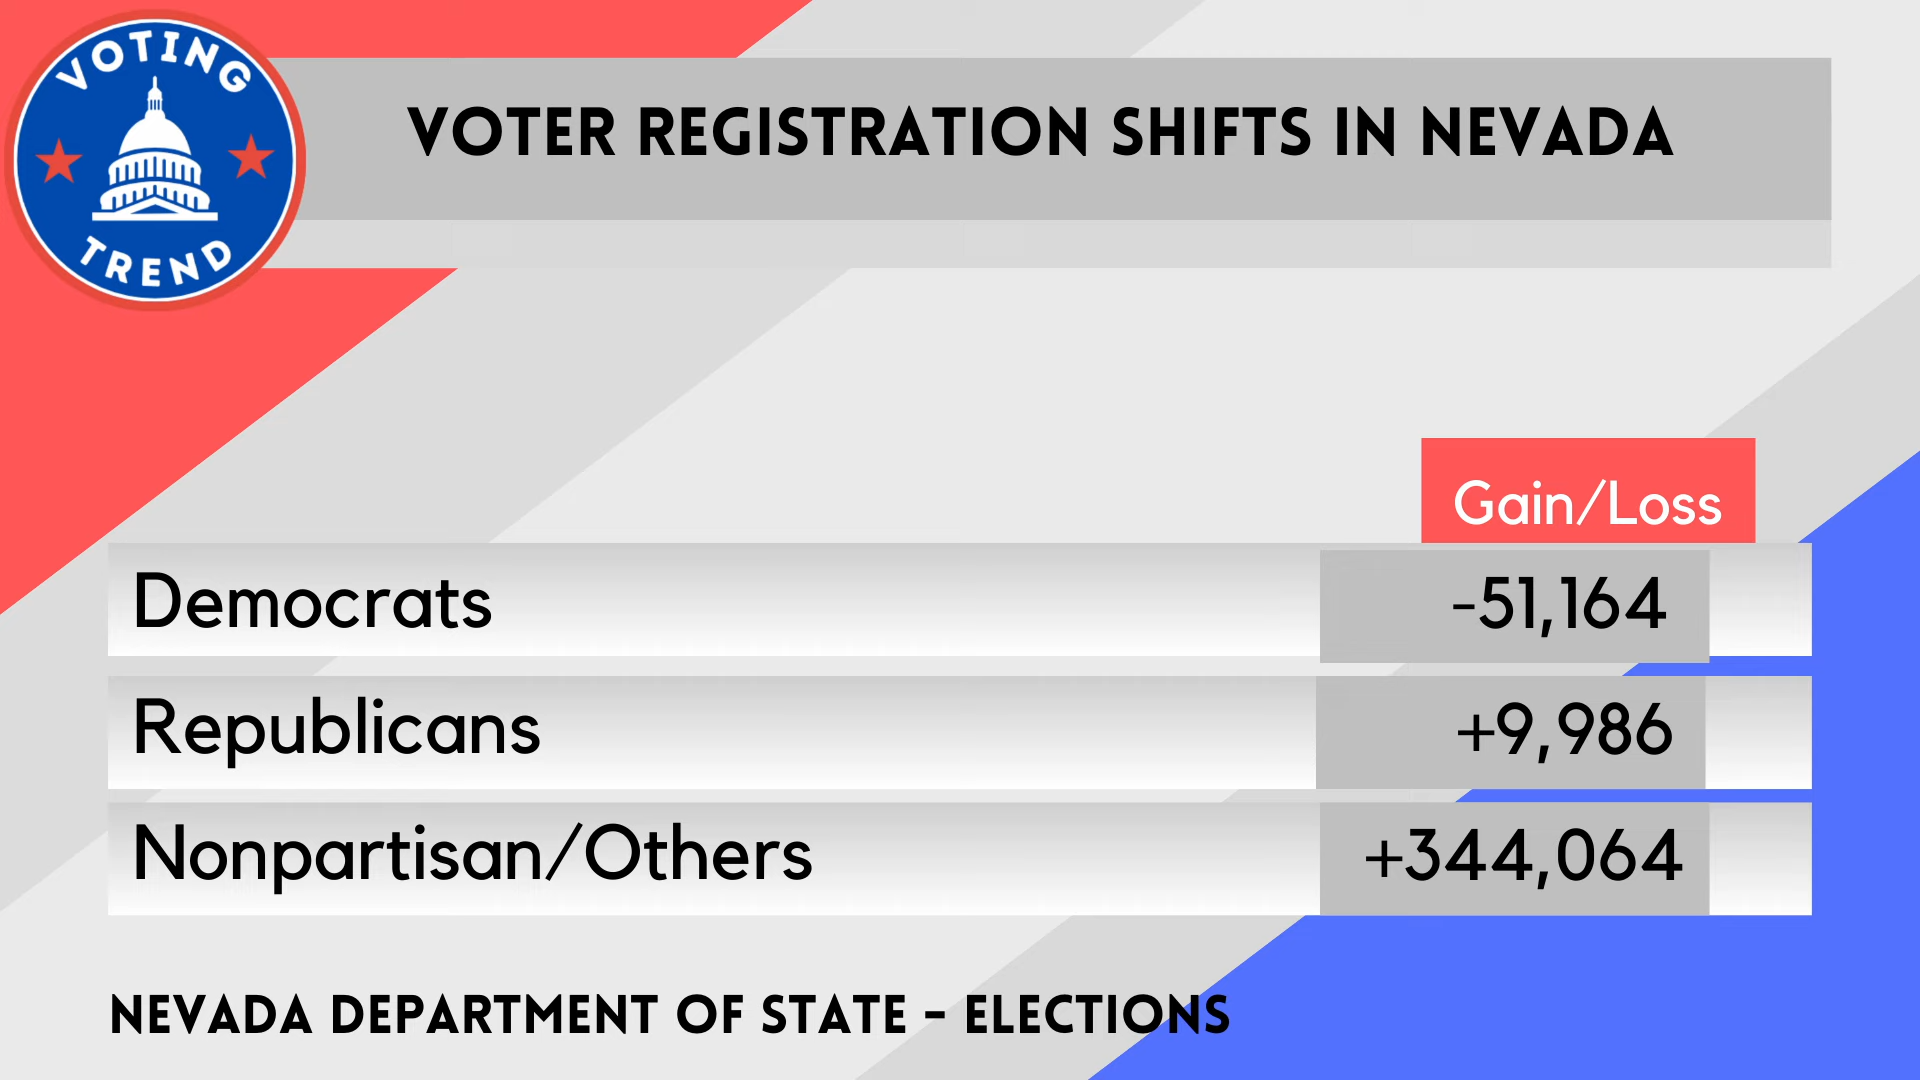 VOTING
TREND
VOTER REGISTRATION SHIFTS IN NEVADA
Gain/Loss
Democrats -51,164
Republicans +9,986
Nonpartisan/Others +344,064
NEVADA DEPARTMENT OF STATE - ELECTIONS